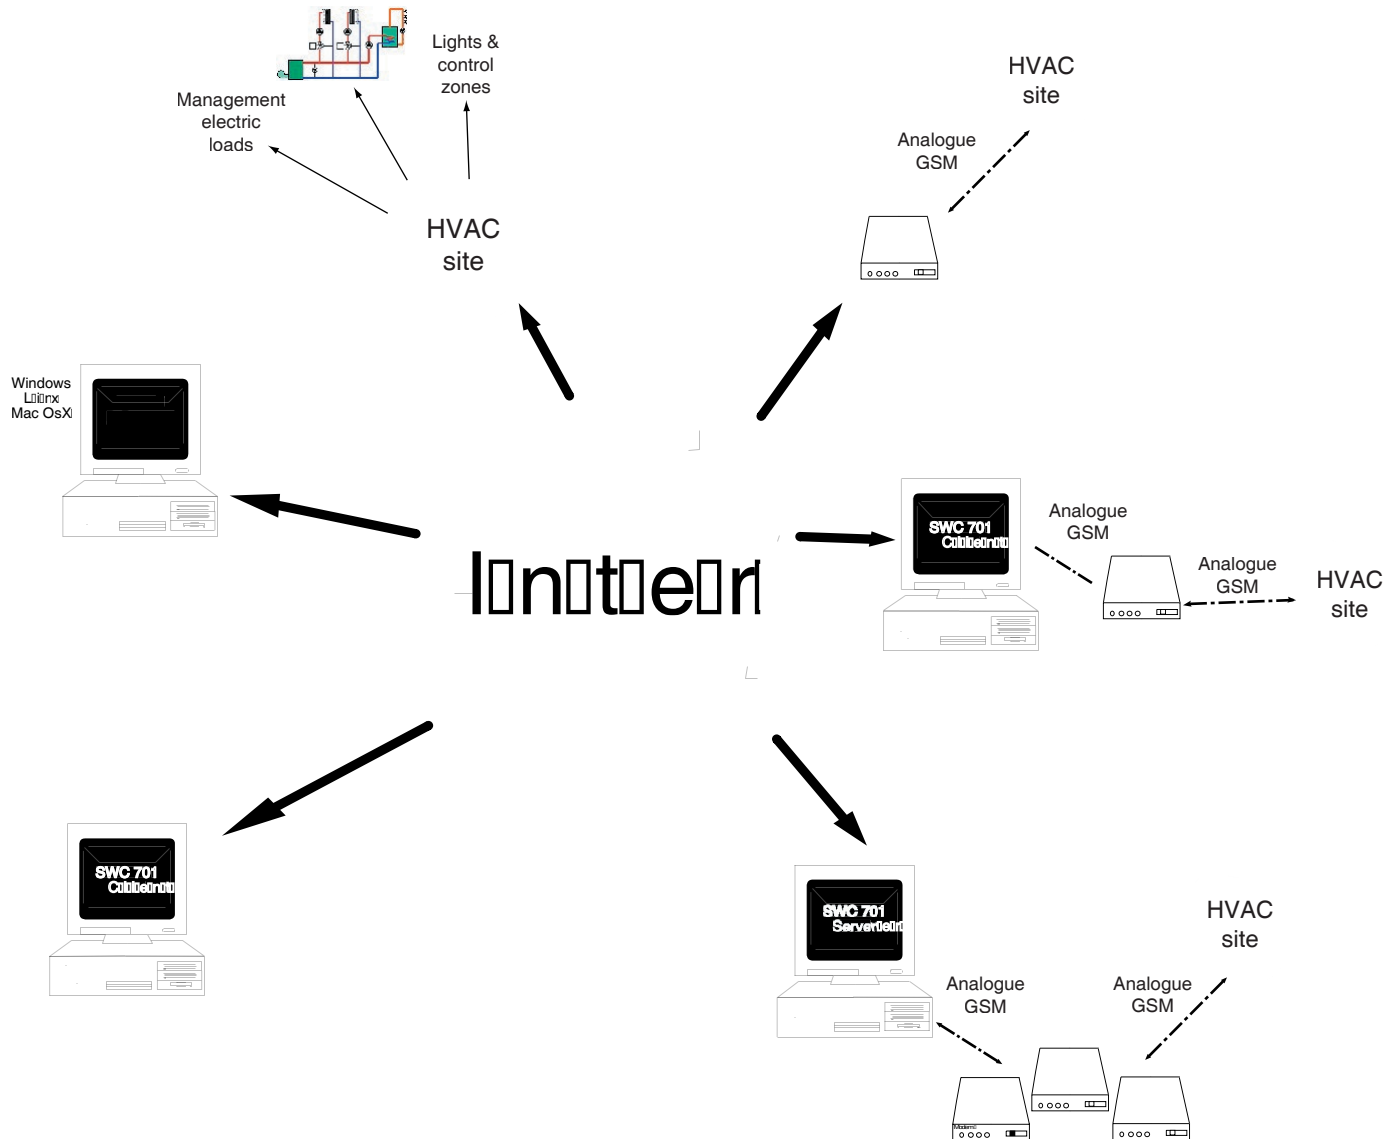 Lights &
control
zones
Management
electric
loads
HVAC
site
HVAC
site
Analogue
GSM
Windows
Mac OsX
SWC 701
Analogue
GSM
Analogue
GSM
HVAC
site
SWC 701
SWC 701
HVAC
site
Analogue
GSM
Analogue
GSM